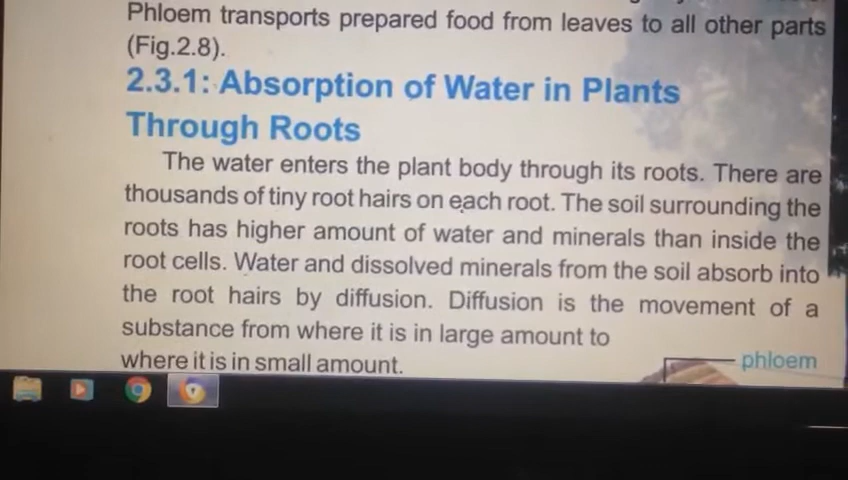 Phloem transports prepared food from leaves to all other parts
(Fig.2.8).
2.3.1: Absorption of Water in Plants
Through Roots
The water enters the plant body through its roots. There are
thousands of tiny root hairs on each root. The soil surrounding the
roots has higher amount of water and minerals than inside the
root cells. Water and dissolved minerals from the soil absorb into
the root hairs by diffusion. Diffusion is the movement of a
substance from where it is in large amount to
where it is in small amount.
phloem